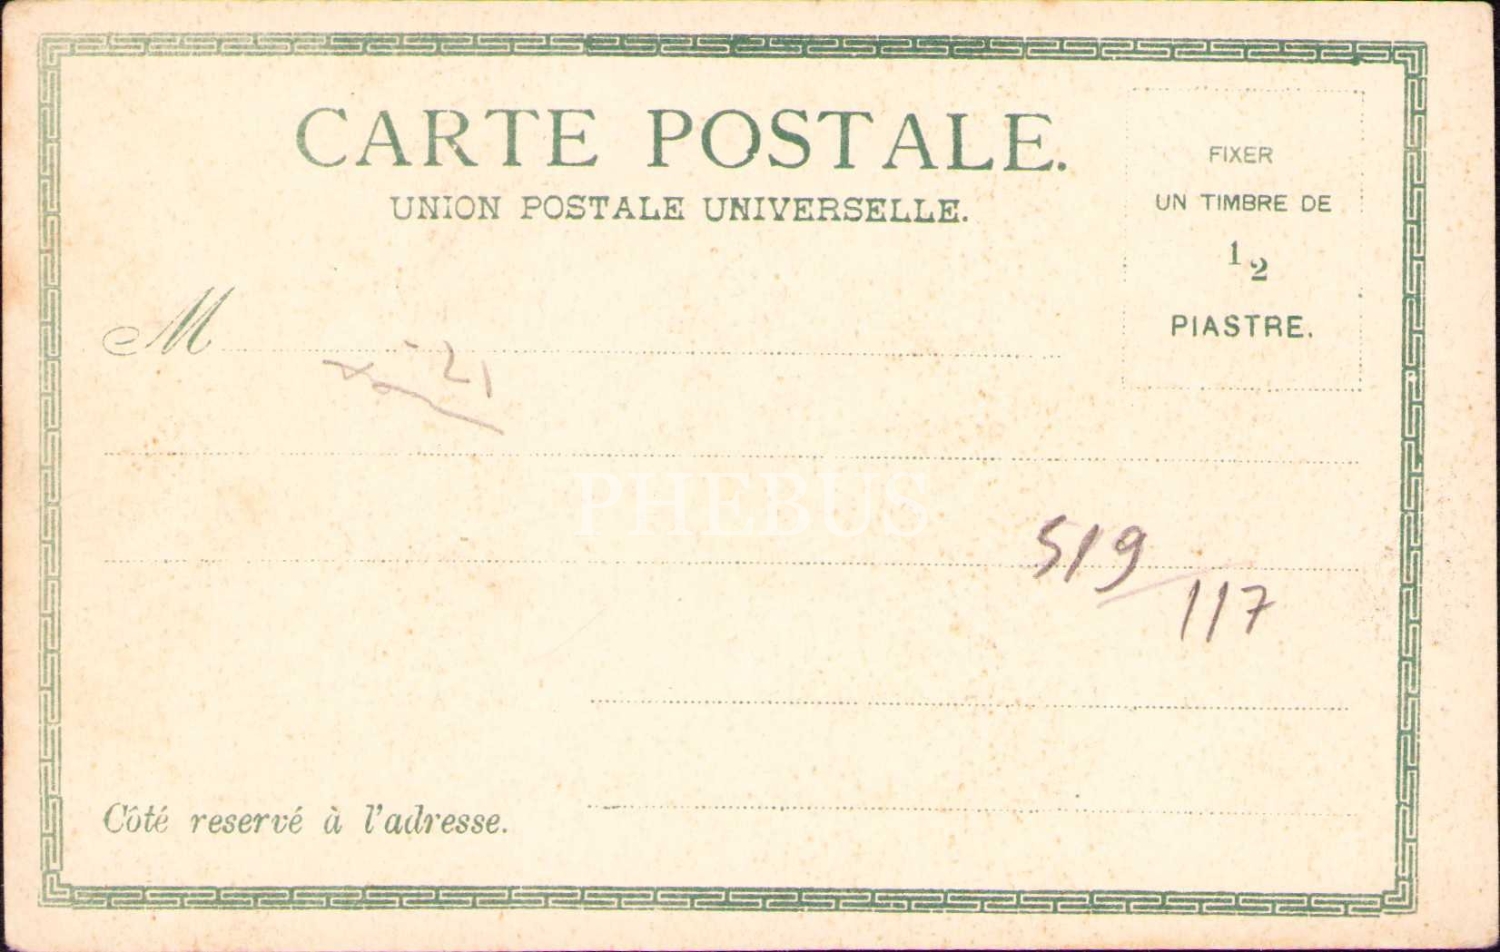 CARTE POSTALE.
UNION POSTALE UNIVERSELLE.
FIXER
UN TIMBRE DE
1/2
PIASTRE.
M
21
PHEBUS
519
117
Côté reservé à l'adresse.